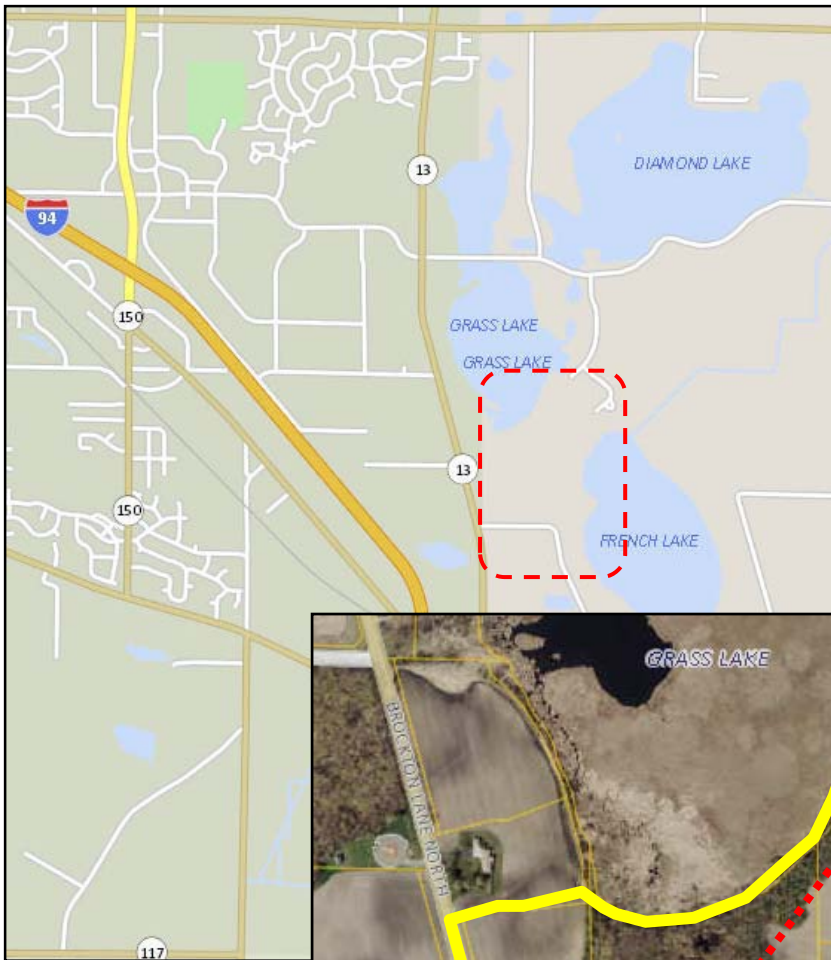 13
DIAMOND LAKE
94
150
GRASS LAKE
GRASS LAKE
13
150
FRENCH LAKE
GRASS LAKE
BROCKTON LANE NORTH
117